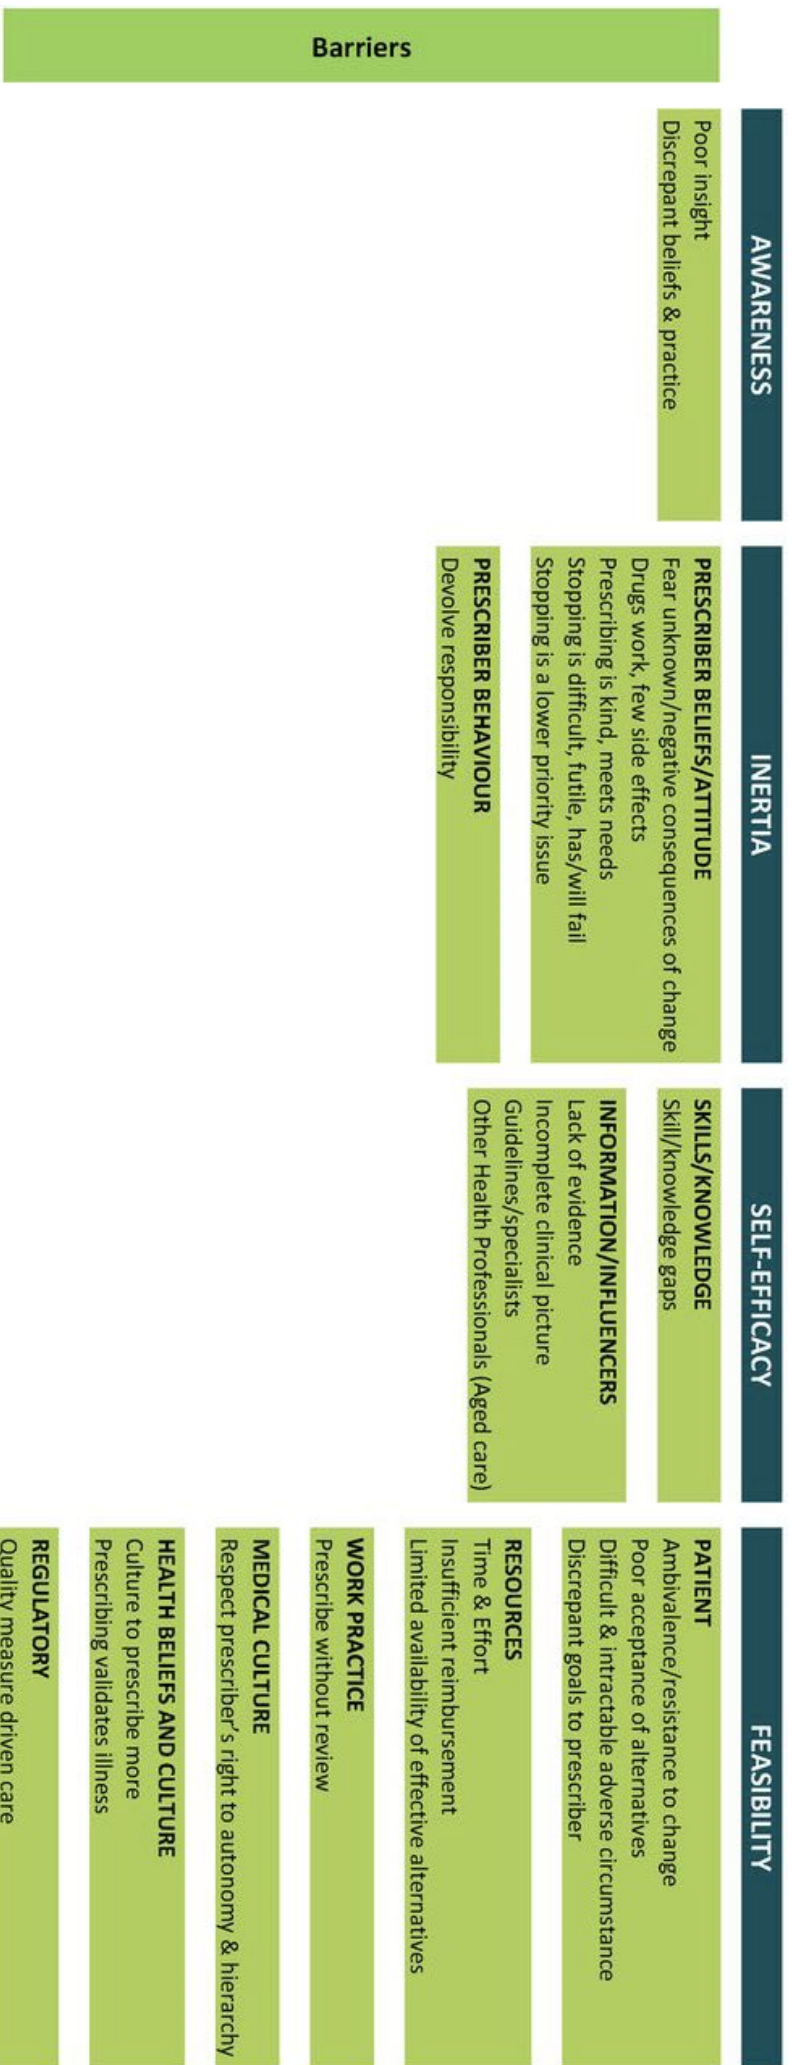 Barriers
AWARENESS
Poor insight
Discrepant beliefs & practice
INERTIA
PRESCRIBER BELIEFS/ATTITUDE
Fear unknown/negative consequences of change
Drugs work, few side effects
Prescribing is kind, meets needs
Stopping is difficult, futile, has/will fail
Stopping is a lower priority issue
PRESCRIBER BEHAVIOUR
Devolve responsibility
SELF-EFFICACY
SKILLS/KNOWLEDGE
Skill/knowledge gaps
INFORMATION/INFLUENCERS
Lack of evidence
Incomplete clinical picture
Guidelines/specialists
Other Health Professionals (Aged care)
FEASIBILITY
PATIENT
Ambivalence/resistance to change
Poor acceptance of alternatives
Difficult & intractable adverse circumstance
Discrepant goals to prescriber
RESOURCES
Time & Effort
Insufficient reimbursement
Limited availability of effective alternatives
WORK PRACTICE
Prescribe without review
MEDICAL CULTURE
Respect prescriber's right to autonomy & hierarchy
HEALTH BELIEFS AND CULTURE
Culture to prescribe more
Prescribing validates illness
REGULATORY
Quality measure driven care